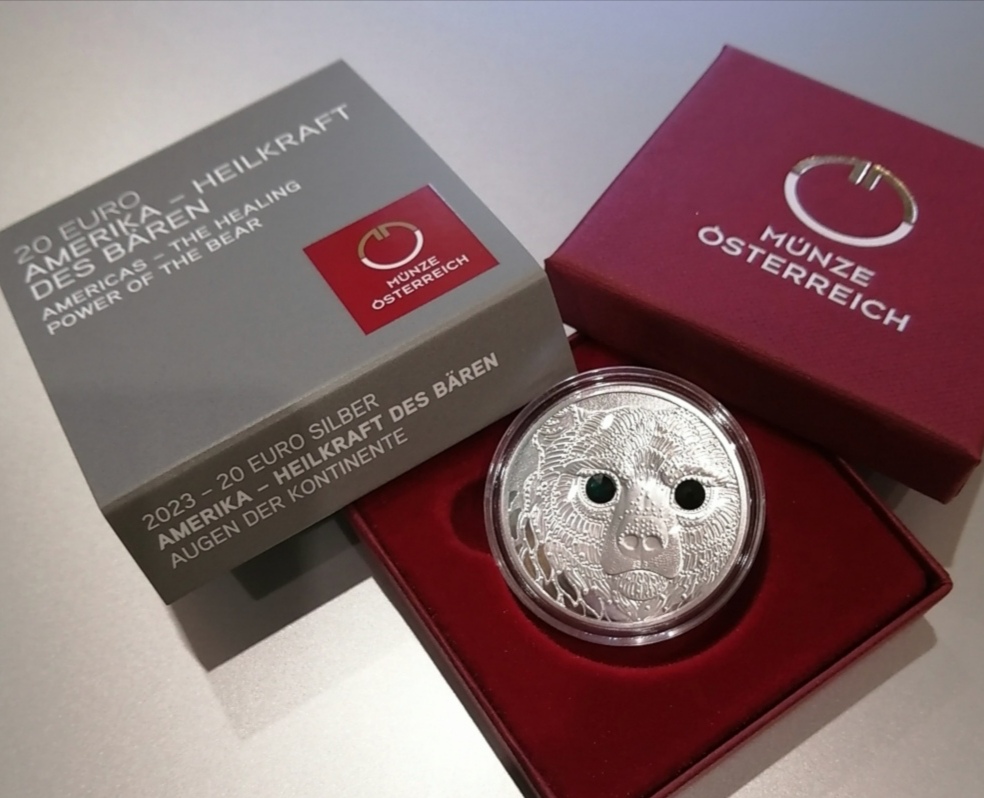 20 EURO
AMERIKA – HEILKRAFT
DES BÄREN
AMERICAS – THE HEALING
POWER OF THE BEAR
MÜNZE
ÖSTERREICH
2023 – 20 EURO SILBER
AMERIKA – HEILKRAFT DES BÄREN
AUGEN DER KONTINENTE
MÜNZE
ÖSTERREICH